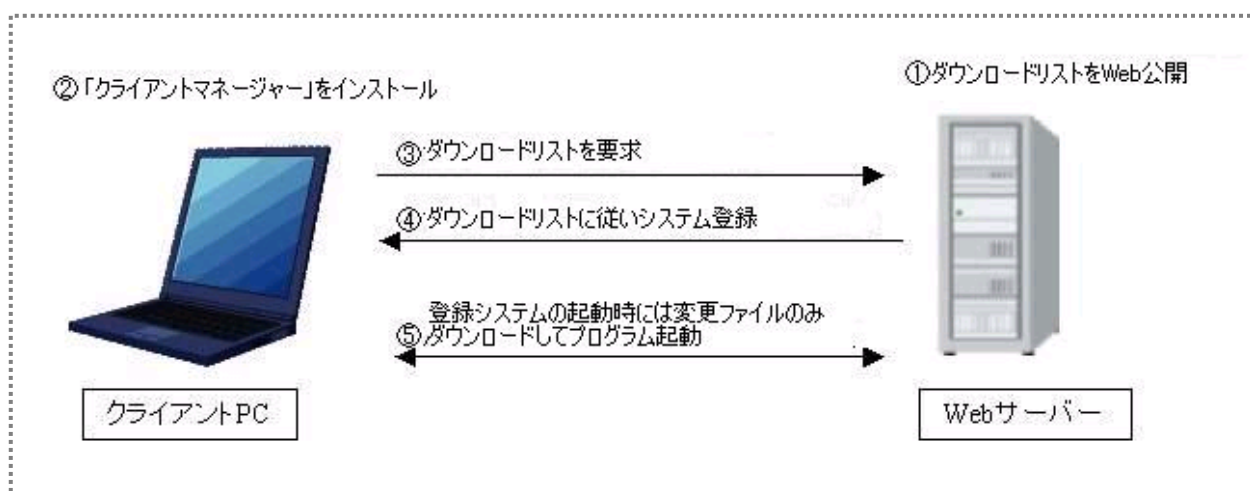 ①ダウンロードリストをWeb公開
②「クライアントマネージャー」をインストール
③ダウンロードリストを要求
④ダウンロードリストに従いシステム登録
登録システムの起動時には変更ファイルのみ
⑤ダウンロードしてプログラム起動
クライアントPC
Webサーバー